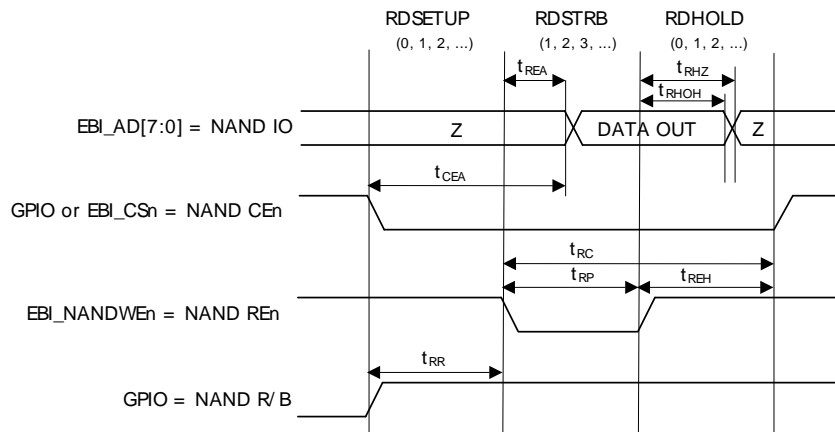 RDSETUP RDSTRB RDHOLD
(0, 1, 2, ...) (1, 2, 3, ...) (0, 1, 2, ...)
tREA tRHZ
tRHOH
EBI_AD[7:0] = NAND IO Z DATA OUT Z
tCEA
GPIO or EBI_CSn = NAND CEn
tRC
tRP tREH
EBI_NANDWEn = NAND REn
tRR
GPIO = NAND R/B